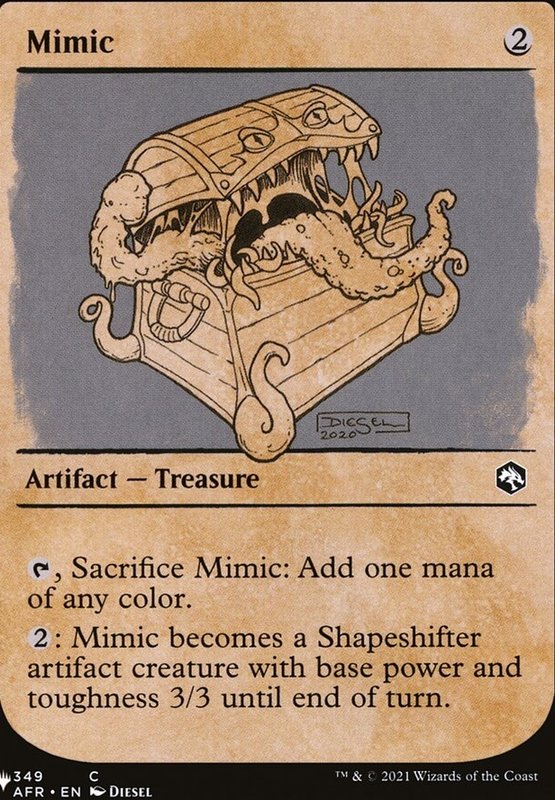 Mimic 2
DIESEL
2020
Artifact — Treasure
, Sacrifice Mimic: Add one mana
of any color.
2: Mimic becomes a Shapeshifter
artifact creature with base power and
toughness 3/3 until end of turn.
349 C
AFR • EN DIESEL
™ & © 2021 Wizards of the Coast